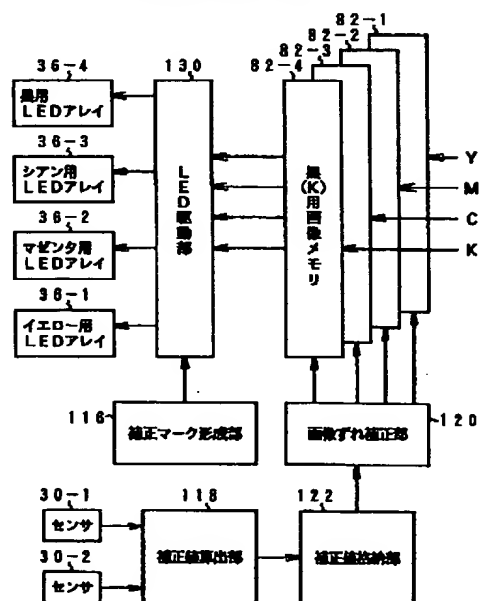 82-1
82-2
82-3
82-4
36-4
130
黒用
LEDアレイ
36-3
シアン用
LEDアレイ
36-2
マゼンタ用
LEDアレイ
36-1
イエロー用
LEDアレイ
LED駆動部
黒(K)用画像メモリ
Y
M
C
K
116
補正マーク形成部
画像ずれ補正部
120
30-1
センサ
118
122
30-2
センサ
補正値算出部
補正値格納部